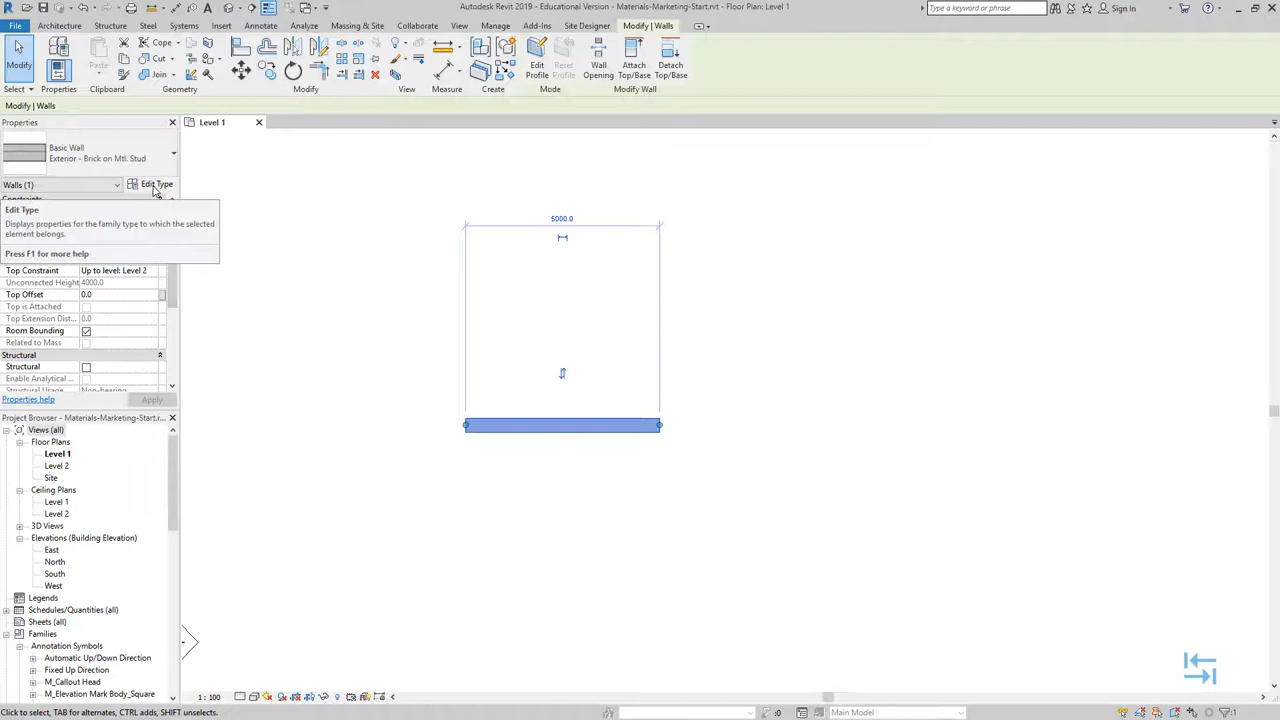 Autodesk Revit 2019 - Educational Version - Materials-Marketing-Start.rvt - Floor Plan: Level 1
Type a keyword or phrase
Sign In
File Architecture Structure Steel Systems Insert Annotate Analyze Massing & Site Collaborate View Manage Add-Ins Site Designer Modify | Walls
Modify
Paste
Cope
Cut
Join
Edit
Profile
Reset
Profile
Wall
Opening
Attach
Top/Base
Detach
Top/Base
Select Properties Clipboard Geometry Modify View Measure Create Mode Modify Wall
Modify | Walls
Properties
Level 1
Basic Wall
Exterior - Brick on Mtl. Stud
Walls (1)
Edit Type
Constraints
Edit Type
Displays properties for the family type to which the selected
element belongs.
Press F1 for more help
Top Constraint Up to level: Level 2
Unconnected Height 4000.0
Top Offset 0.0
Top is Attached
Top Extension Dist... 0.0
Room Bounding
Related to Mass
Structural
Structural
Enable Analytical ...
Structural Usage Non-bearing
Properties help
Apply
5000.0
Project Browser - Materials-Marketing-Start.r...
Views (all)
Floor Plans
Level 1
Level 2
Site
Ceiling Plans
Level 1
Level 2
3D Views
Elevations (Building Elevation)
East
North
South
West
Legends
Schedules/Quantities (all)
Sheets (all)
Families
Annotation Symbols
Automatic Up/Down Direction
Fixed Up Direction
M_Callout Head
M_Elevation Mark Body_Square
1 : 100
Click to select, TAB for alternates, CTRL adds, SHIFT unselects.
:0
Main Model
:1